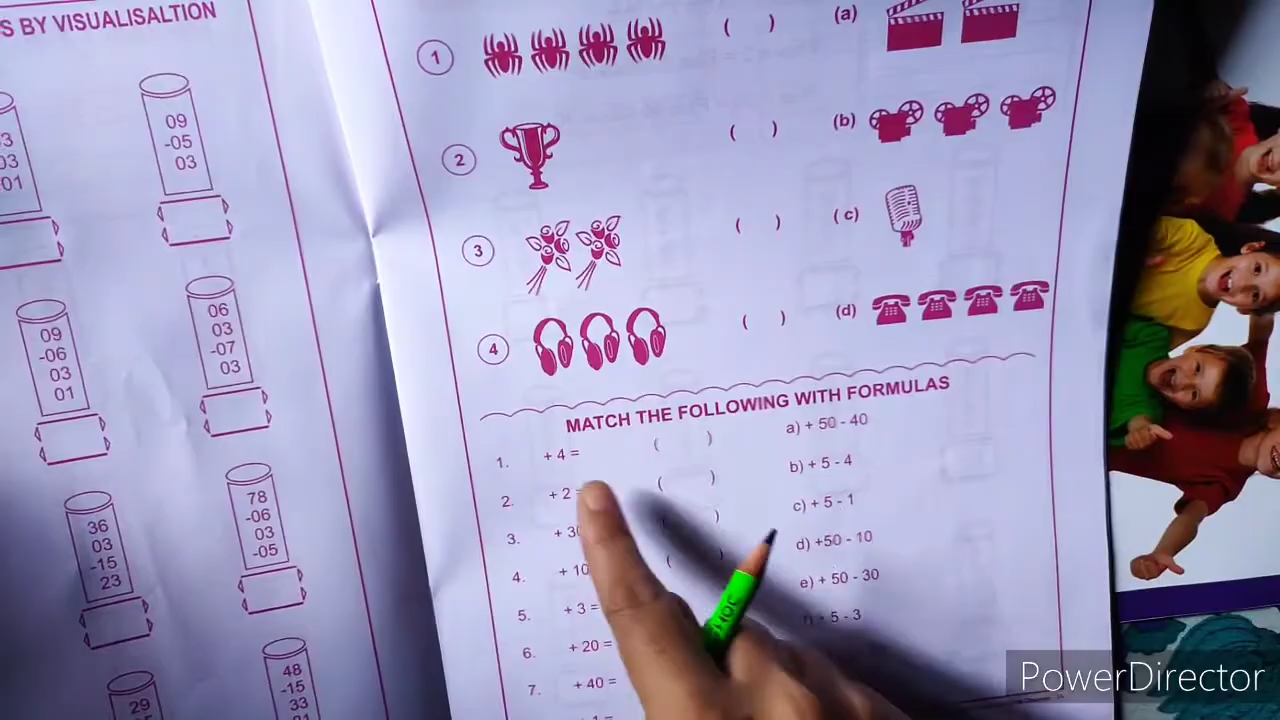 S BY VISUALISALTION
03
01
09
-05
03
09
-06
03
01
06
03
-07
03
36
03
-15
23
78
-06
03
-05
29
48
-15
33
01
1 ( ) (a)
2 ( ) (b)
3 ( ) (c)
4 ( ) (d)
MATCH THE FOLLOWING WITH FORMULAS
1. + 4 = ( ) a) + 50 - 40
2. + 2 = ( ) b) + 5 - 4
3. + 30 ( ) c) + 5 - 1
4. + 10 ( ) d) +50 - 10
5. + 3 = e) + 50 - 30
6. + 20 = f) + 5 - 3
7. + 40 =
+ 1 =
PowerDirector